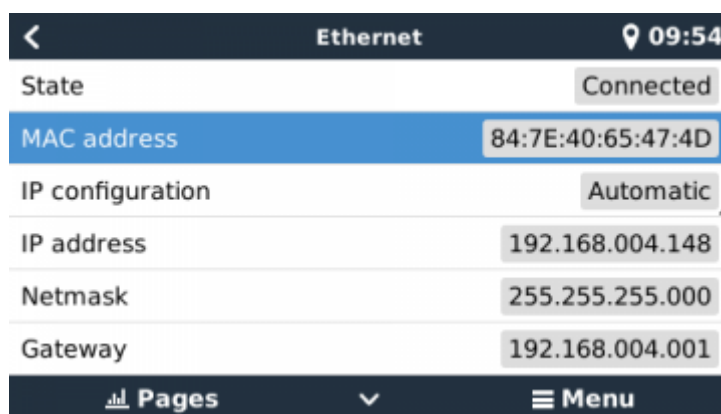 Ethernet 09:54
State Connected
MAC address 84:7E:40:65:47:4D
IP configuration Automatic
IP address 192.168.004.148
Netmask 255.255.255.000
Gateway 192.168.004.001
Pages Menu